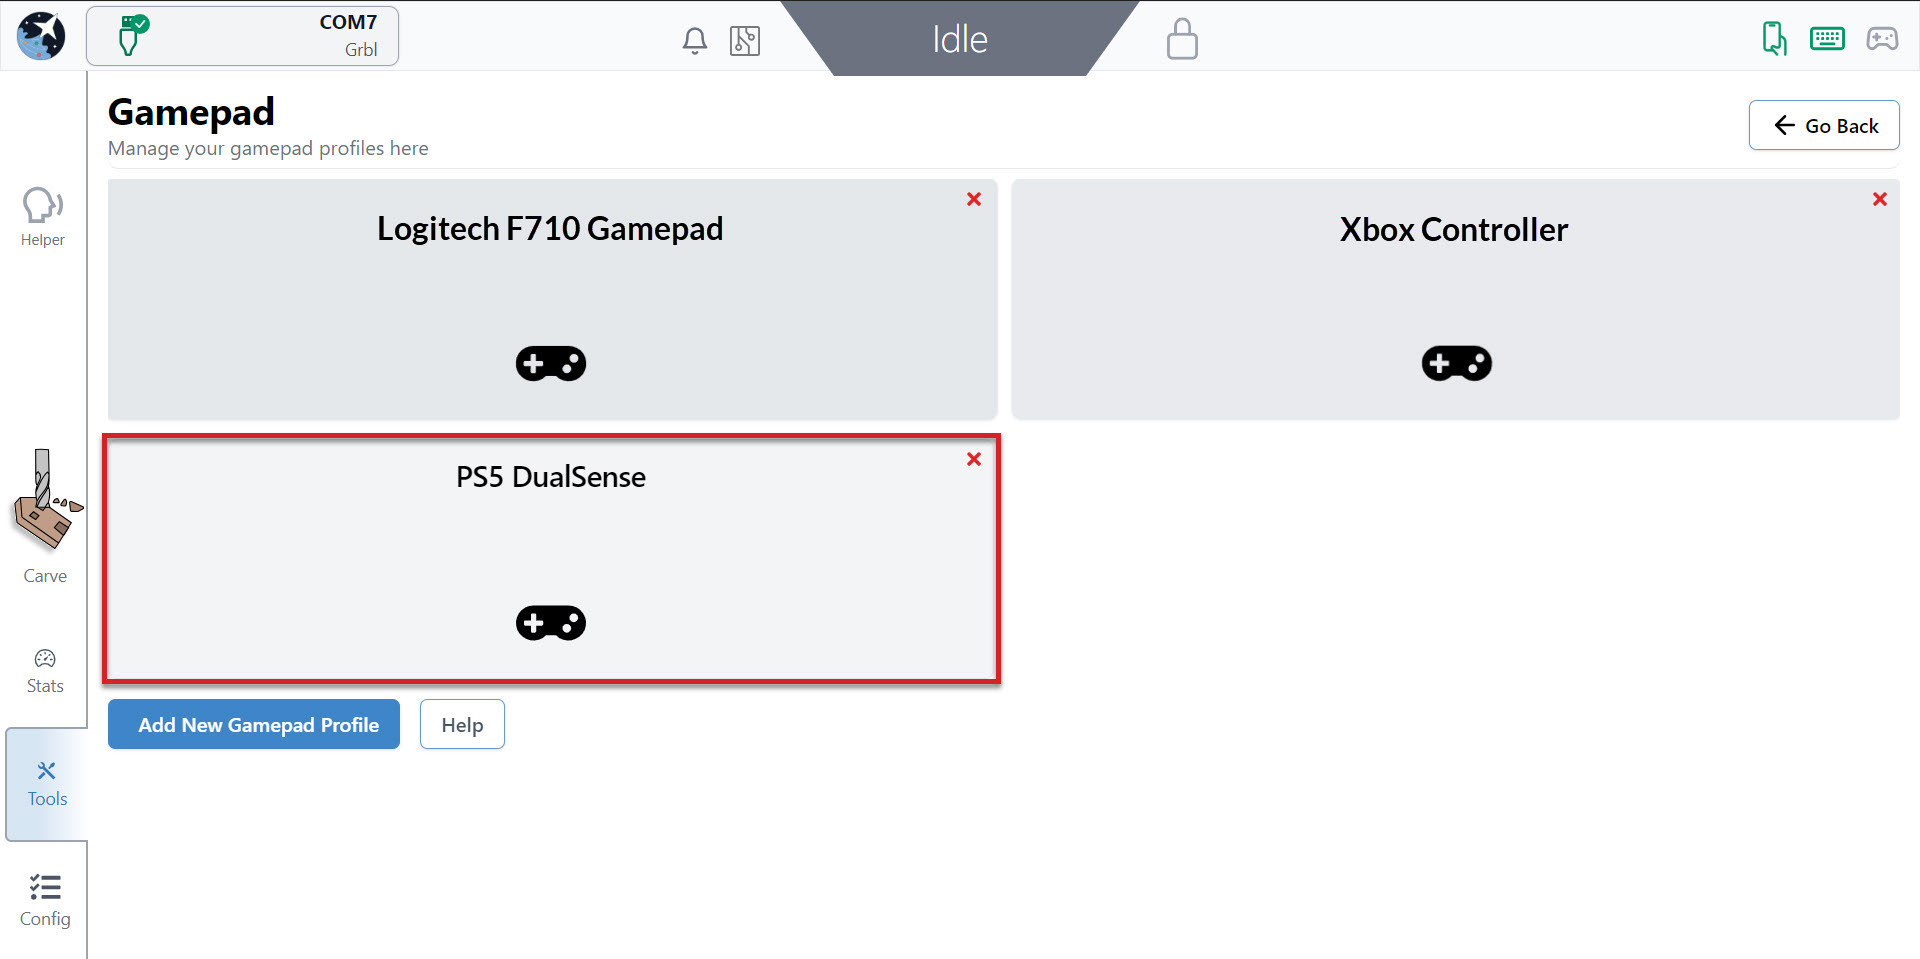 COM7
Grbl
Idle
Gamepad
Manage your gamepad profiles here
Go Back
Helper
Logitech F710 Gamepad
Xbox Controller
PS5 DualSense
Carve
Stats
Add New Gamepad Profile
Help
Tools
Config